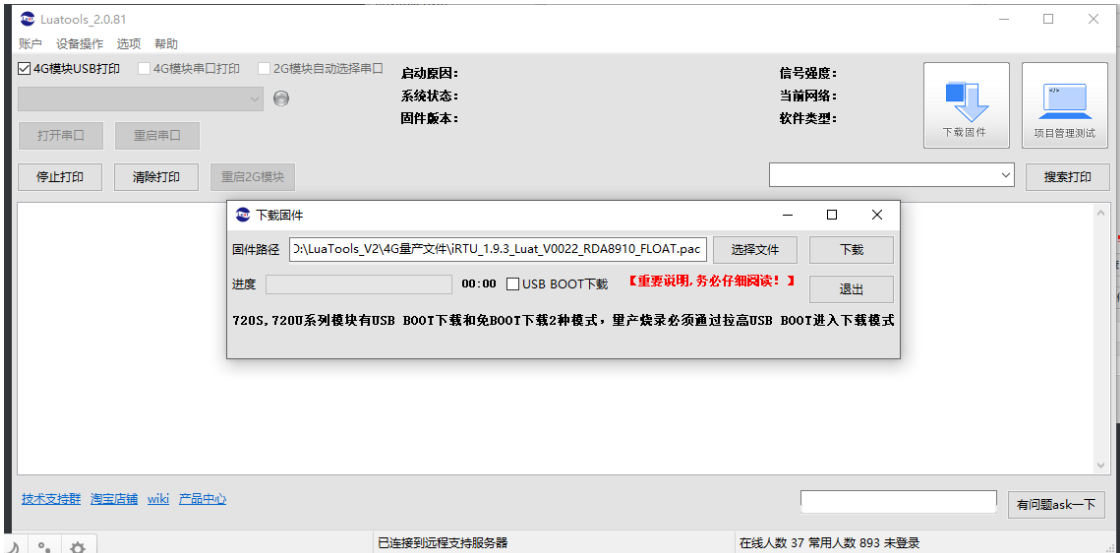 Luatools_2.0.81
账户 设备操作 选项 帮助
4G模块USB打印 4G模块串口打印 2G模块自动选择串口
启动原因: 信号强度:
系统状态: 当前网络:
固件版本: 软件类型:
打开串口 重启串口
下载固件 项目管理测试
停止打印 清除打印 重启2G模块 搜索打印
下载固件
固件路径 D:\LuaTools_V2\4G量产文件\iRTU_1.9.3_Luat_V0022_RDA8910_FLOAT.pac 选择文件 下载
进度 00:00 USB BOOT下载 【重要说明,务必仔细阅读!】 退出
720S,720U系列模块有USB BOOT下载和免BOOT下载2种模式，量产烧录必须通过拉高USB BOOT进入下载模式
技术支持群 淘宝店铺 wiki 产品中心
有问题ask一下
已连接到远程支持服务器 在线人数 37 常用人数 893 未登录